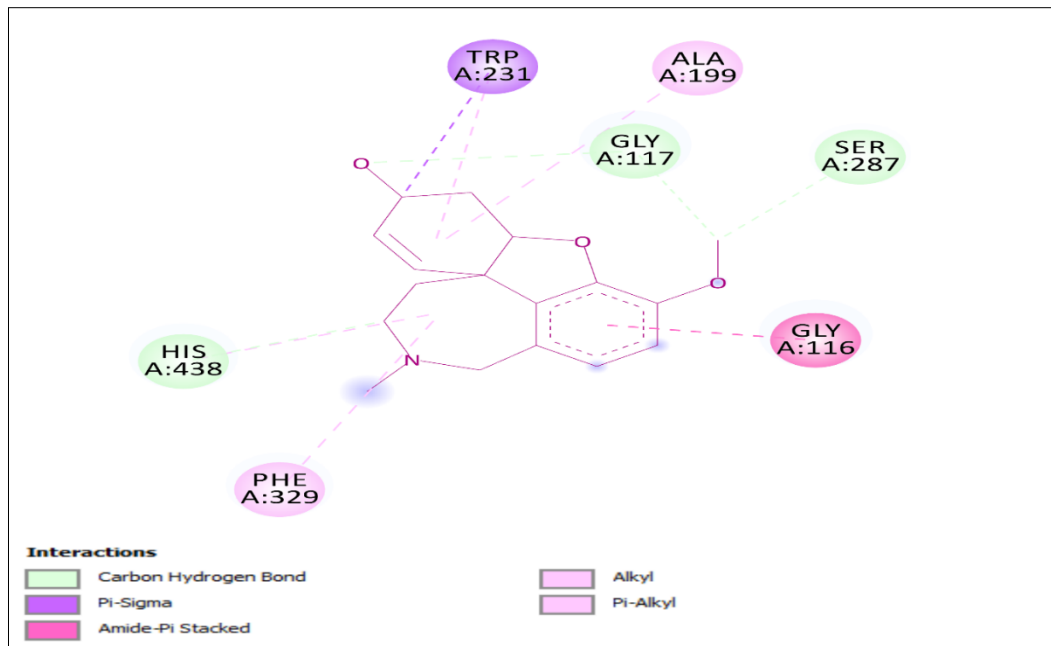 TRP
A:231
ALA
A:199
GLY
A:117
SER
A:287
O
O
O
GLY
A:116
HIS
A:438
N
PHE
A:329
Interactions
Carbon Hydrogen Bond
Pi-Sigma
Amide-Pi Stacked
Alkyl
Pi-Alkyl